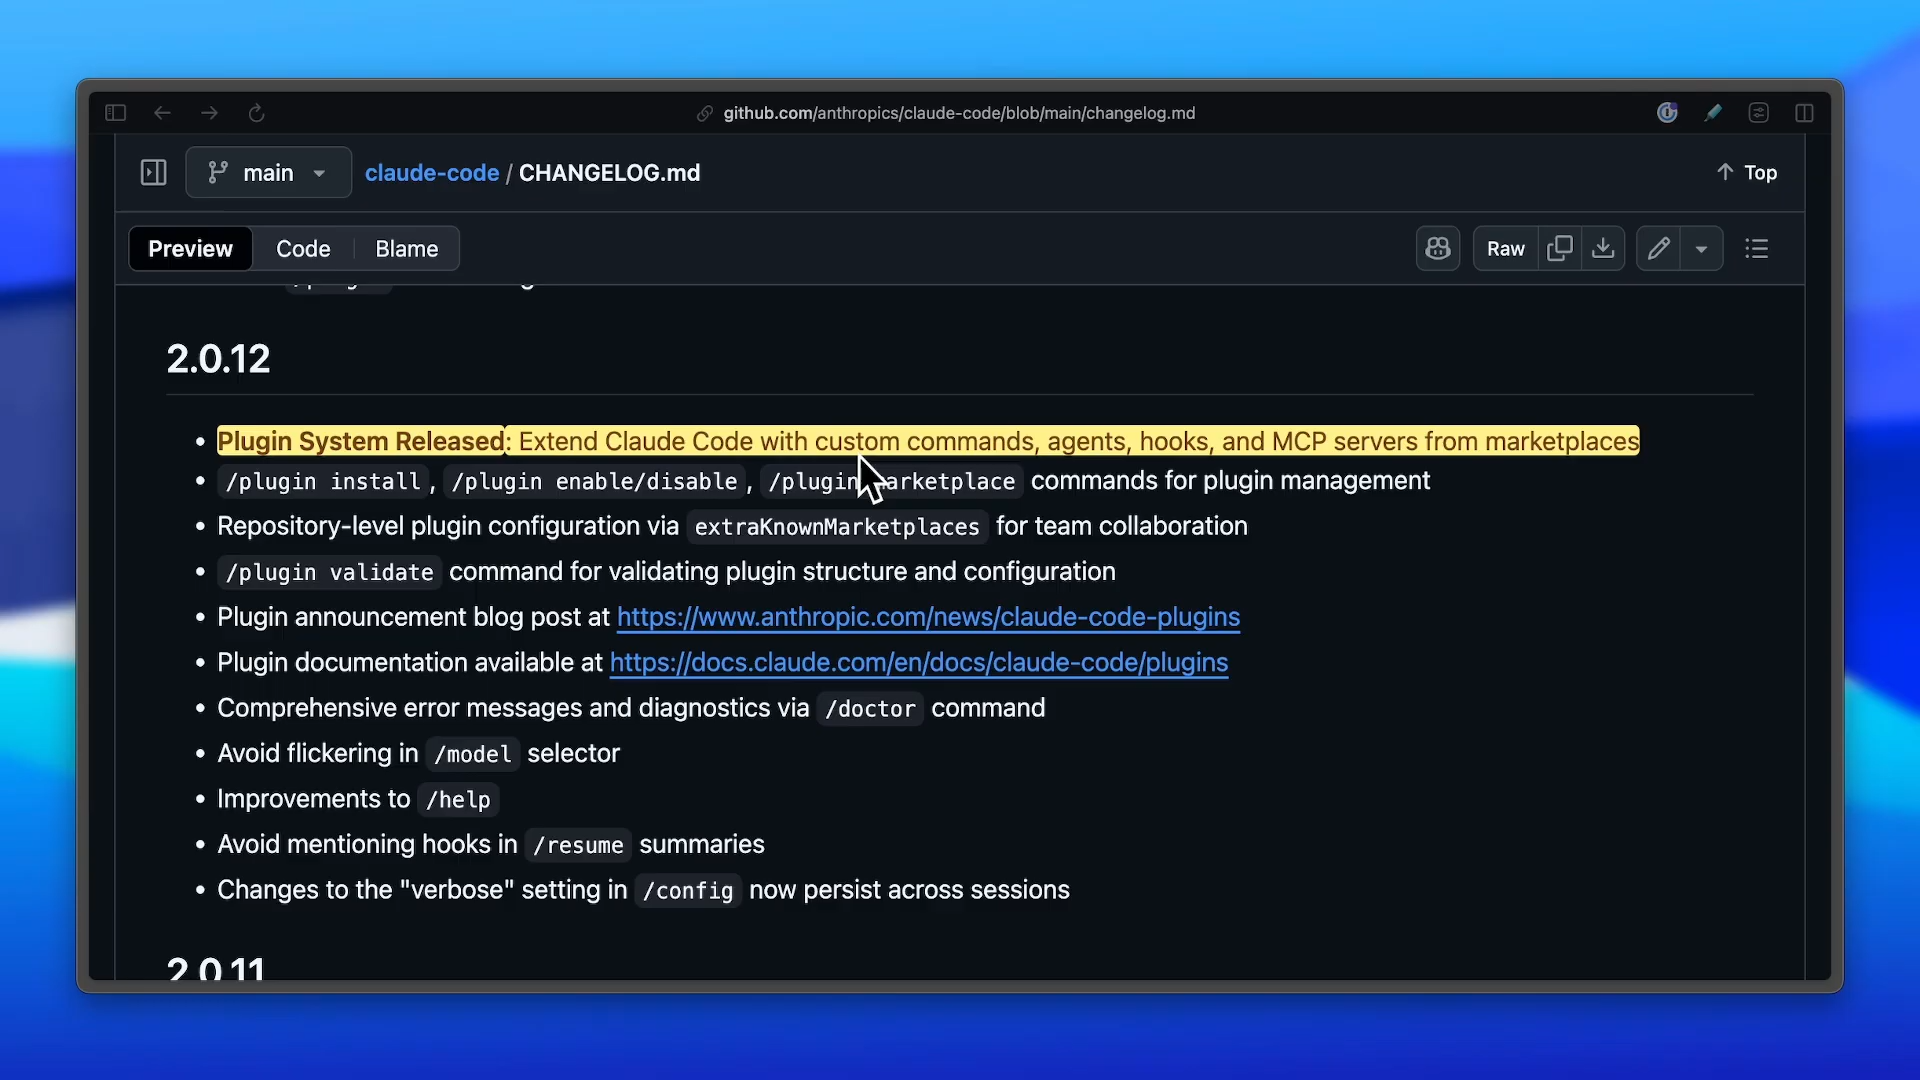 github.com/anthropics/claude-code/blob/main/changelog.md
main claude-code / CHANGELOG.md Top
Preview Code Blame Raw
2.0.12
• Plugin System Released: Extend Claude Code with custom commands, agents, hooks, and MCP servers from marketplaces
• /plugin install, /plugin enable/disable, /plugin marketplace commands for plugin management
• Repository-level plugin configuration via extraKnownMarketplaces for team collaboration
• /plugin validate command for validating plugin structure and configuration
• Plugin announcement blog post at https://www.anthropic.com/news/claude-code-plugins
• Plugin documentation available at https://docs.claude.com/en/docs/claude-code/plugins
• Comprehensive error messages and diagnostics via /doctor command
• Avoid flickering in /model selector
• Improvements to /help
• Avoid mentioning hooks in /resume summaries
• Changes to the "verbose" setting in /config now persist across sessions
2.0.11